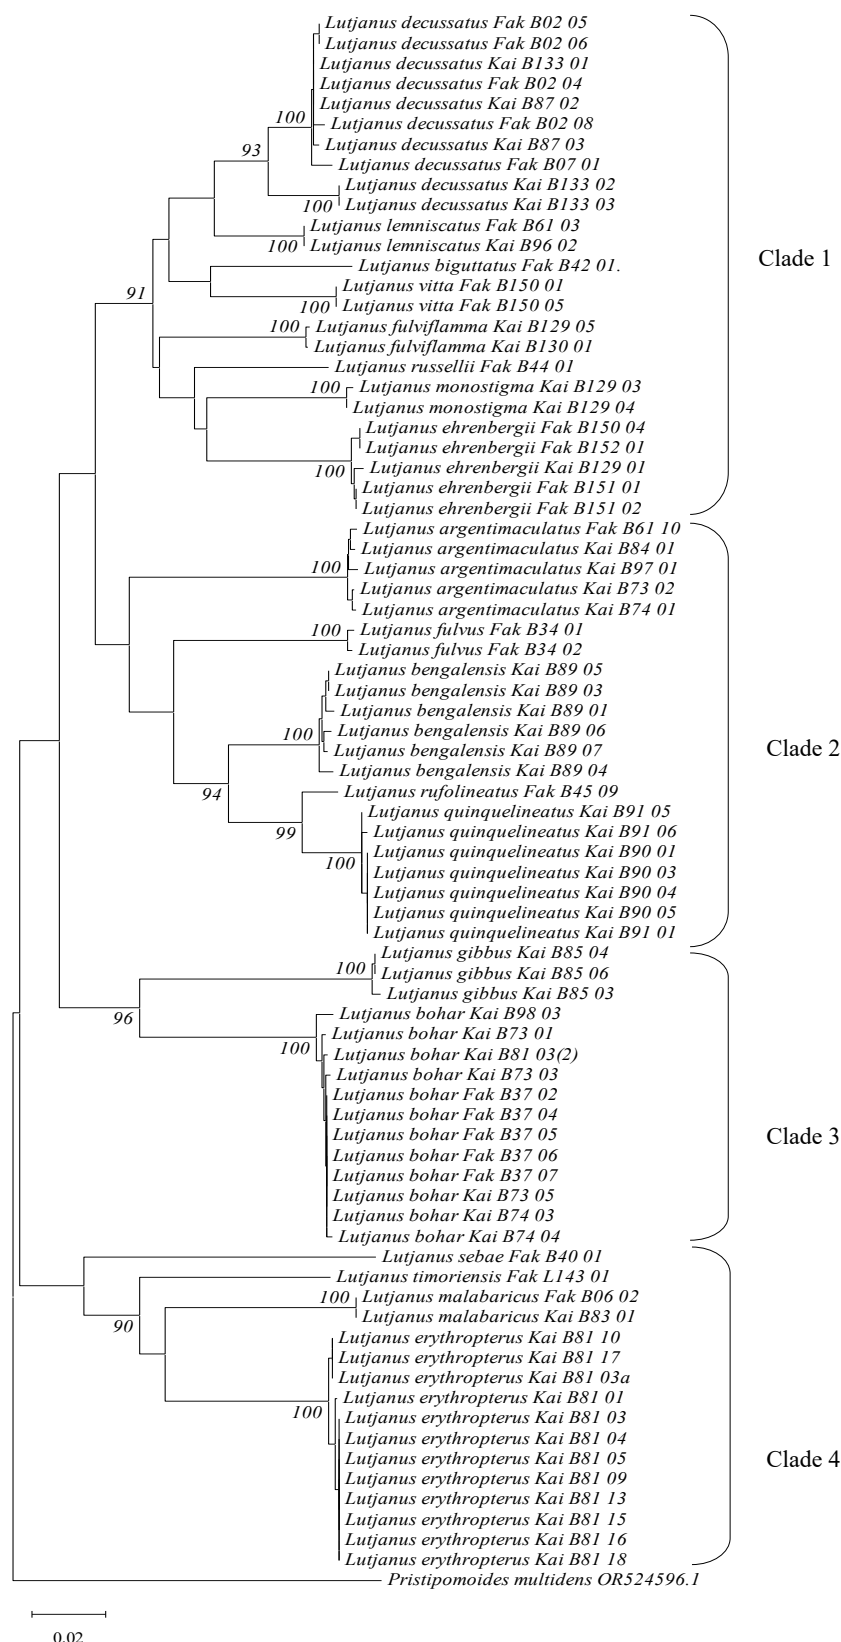 Lutjanus decussatus Fak B02 05
Lutjanus decussatus Fak B02 06
Lutjanus decussatus Kai B133 01
Lutjanus decussatus Fak B02 04
Lutjanus decussatus Kai B87 02
100
Lutjanus decussatus Fak B02 08
Lutjanus decussatus Kai B87 03
93
Lutjanus decussatus Fak B07 01
Lutjanus decussatus Kai B133 02
100
Lutjanus decussatus Kai B133 03
Lutjanus lemniscatus Fak B61 03
100
Lutjanus lemniscatus Kai B96 02
Clade 1
Lutjanus biguttatus Fak B42 01.
Lutjanus vitta Fak B150 01
91
100
Lutjanus vitta Fak B150 05
100
Lutjanus fulviflamma Kai B129 05
Lutjanus fulviflamma Kai B130 01
Lutjanus russellii Fak B44 01
100
Lutjanus monostigma Kai B129 03
Lutjanus monostigma Kai B129 04
Lutjanus ehrenbergii Fak B150 04
Lutjanus ehrenbergii Fak B152 01
100
Lutjanus ehrenbergii Kai B129 01
Lutjanus ehrenbergii Fak B151 01
Lutjanus ehrenbergii Fak B151 02
Lutjanus argentimaculatus Fak B61 10
Lutjanus argentimaculatus Kai B84 01
100
Lutjanus argentimaculatus Kai B97 01
Lutjanus argentimaculatus Kai B73 02
Lutjanus argentimaculatus Kai B74 01
100
Lutjanus fulvus Fak B34 01
Lutjanus fulvus Fak B34 02
Lutjanus bengalensis Kai B89 05
Lutjanus bengalensis Kai B89 03
Lutjanus bengalensis Kai B89 01
100
Lutjanus bengalensis Kai B89 06
Lutjanus bengalensis Kai B89 07
Clade 2
Lutjanus bengalensis Kai B89 04
94
Lutjanus rufolineatus Fak B45 09
Lutjanus quinquelineatus Kai B91 05
99
Lutjanus quinquelineatus Kai B91 06
Lutjanus quinquelineatus Kai B90 01
100
Lutjanus quinquelineatus Kai B90 03
Lutjanus quinquelineatus Kai B90 04
Lutjanus quinquelineatus Kai B90 05
Lutjanus quinquelineatus Kai B91 01
Lutjanus gibbus Kai B85 04
100
Lutjanus gibbus Kai B85 06
Lutjanus gibbus Kai B85 03
96
Lutjanus bohar Kai B98 03
Lutjanus bohar Kai B73 01
100
Lutjanus bohar Kai B81 03(2)
Lutjanus bohar Kai B73 03
Lutjanus bohar Fak B37 02
Lutjanus bohar Fak B37 04
Lutjanus bohar Fak B37 05
Clade 3
Lutjanus bohar Fak B37 06
Lutjanus bohar Fak B37 07
Lutjanus bohar Kai B73 05
Lutjanus bohar Kai B74 03
Lutjanus bohar Kai B74 04
Lutjanus sebae Fak B40 01
Lutjanus timoriensis Fak L143 01
100
Lutjanus malabaricus Fak B06 02
Lutjanus malabaricus Kai B83 01
90
Lutjanus erythropterus Kai B81 10
Lutjanus erythropterus Kai B81 17
Lutjanus erythropterus Kai B81 03a
Lutjanus erythropterus Kai B81 01
100
Lutjanus erythropterus Kai B81 03
Lutjanus erythropterus Kai B81 04
Lutjanus erythropterus Kai B81 05
Clade 4
Lutjanus erythropterus Kai B81 09
Lutjanus erythropterus Kai B81 13
Lutjanus erythropterus Kai B81 15
Lutjanus erythropterus Kai B81 16
Lutjanus erythropterus Kai B81 18
Pristipomoides multidens OR524596.1
0.02